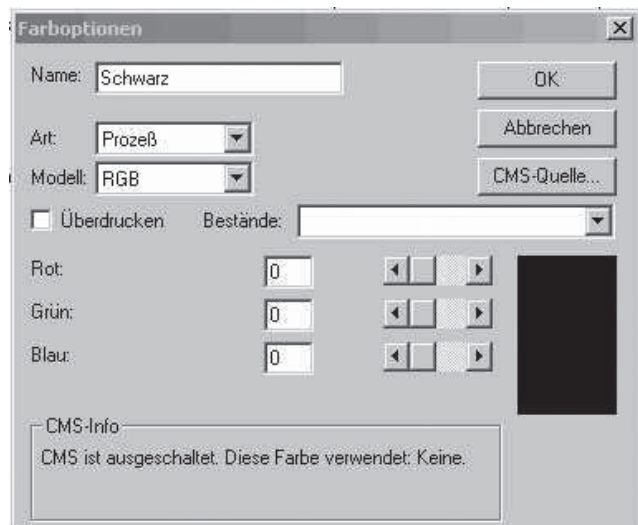 Farboptionen
Name: Schwarz
OK
Art: Prozeß
Abbrechen
Modell: RGB
CMS-Quelle...
Überdrucken Bestände:
Rot: 0
Grün: 0
Blau: 0
CMS-Info
CMS ist ausgeschaltet. Diese Farbe verwendet: Keine.